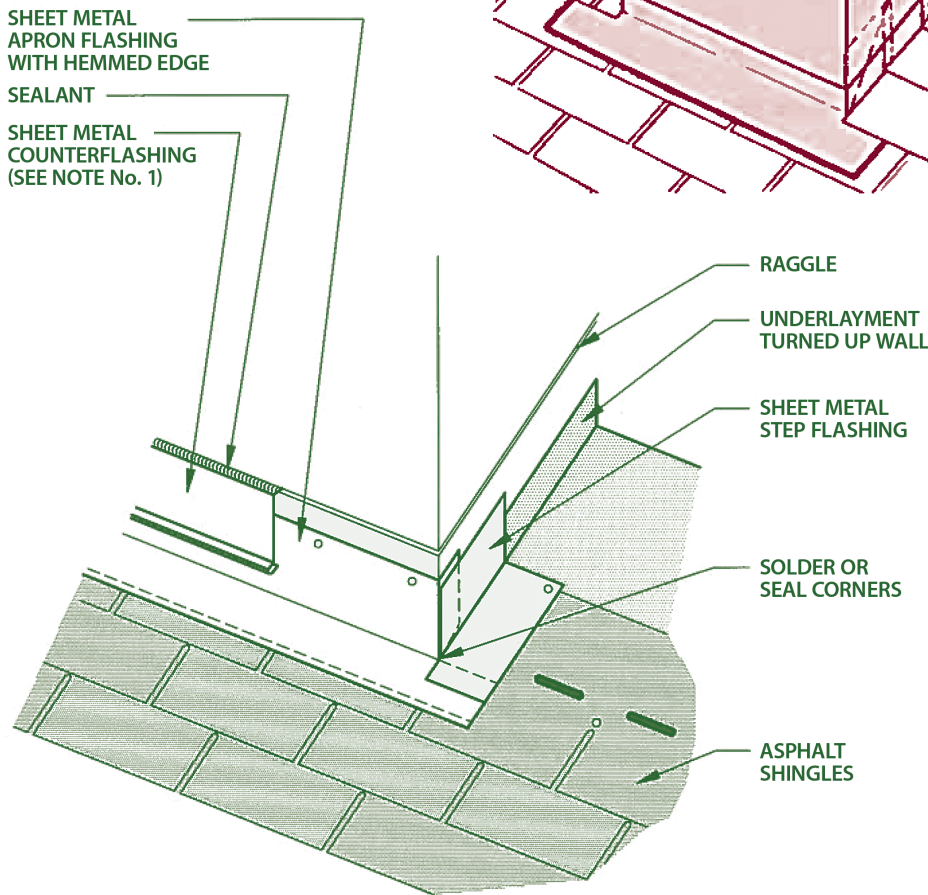 SHEET METAL
APRON FLASHING
WITH HEMMED EDGE
SEALANT
SHEET METAL
COUNTERFLASHING
(SEE NOTE No. 1)
RAGGLE
UNDERLAYMENT
TURNED UP WALL
SHEET METAL
STEP FLASHING
SOLDER OR
SEAL CORNERS
ASPHALT
SHINGLES